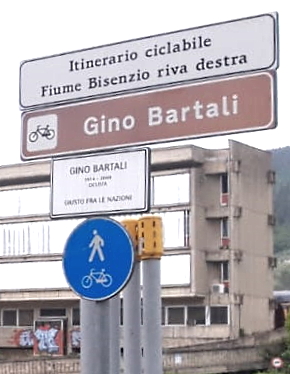 Itinerario ciclabile
Fiume Bisenzio riva destra
Gino Bartali
GINO BARTALI
1914 - 2000
CICLISTA
GIUSTO FRA LE NAZIONI